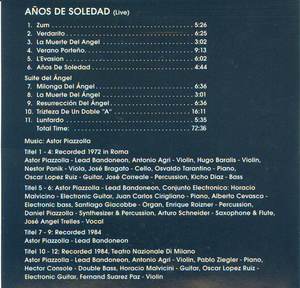 AÑOS DE SOLEDAD (Live)
1. Zum 5:26
2. Verdarito 6:25
3. La Muerte Del Angel 3:02
4. Verano Porteño 9:13
5. L'Evasion 6:02
6. Años De Soledad 4:44
Suite del Ángel
7. Milonga Del Ángel 6:36
8. La Muerte Del Ángel 3:01
9. Resurrección Del Ángel 6:36
10. Trizteza De Un Doble "A" 16:11
11. Lunfardo 5:35
Total Time: 72:36
Music: Astor Piazzolla
Titel 1 - 4: Recorded 1972 in Roma
Astor Piazzolla - Lead Bandoneon, Antonio Agri - Violin, Hugo Baralis - Violin,
Nestor Panik - Viola, José Bragato - Cello, Osvaldo Tarantino - Piano,
Oscar Lopez Ruiz - Guitar, José Correale - Percussion, Kicho Diaz - Bass
Titel 5 - 6: Astor Piazzolla - Lead Bandoneon, Conjunto Electronico: Horacio
Malvicino - Electronic Guitar, Juan Carlos Cirigliano - Piano, Alberto Cevasco -
Electronic bass, Santiago Giacobbe - Organ, Enrique Roizner - Percussion,
Daniel Piazzolla - Synthesizer & Percussion, Arturo Schneider - Saxophone & Flute,
José Angel Trelles - Vocal
Titel 7 - 9: Recorded 1984
Astor Piazzolla - Lead Bandoneon
Titel 10 - 12: Recorded 1984, Teatro Nazionale Di Milano
Astor Piazzolla - Lead Bandoneon, Antonio Agri - Violin, Pablo Ziegler - Piano,
Hector Console - Double Bass, Horacio Malvicini - Guitar, Oscar Lopez Ruiz -
Electronic Guitar, Fernand Suarez Paz - Violin